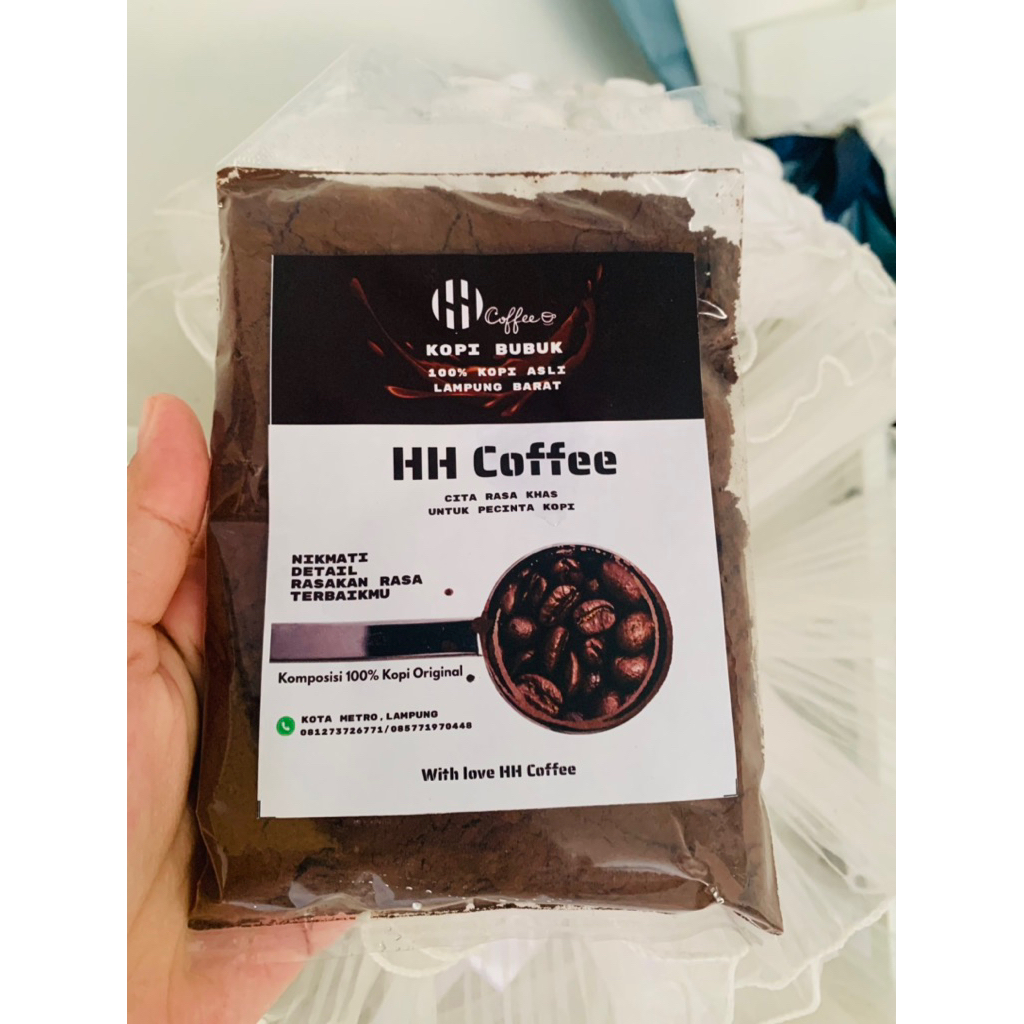 HH Coffee
KOPI BUBUK
100% KOPI ASLI
LAMPUNG BARAT
HH Coffee
CITA RASA KHAS
UNTUK PECINTA KOPI
NIKMATI
DETAIL
RASAKAN RASA
TERBAIKMU
Komposisi 100% Kopi Original
KOTA METRO, LAMPUNG
081273726771/085771970448
With love HH Coffee